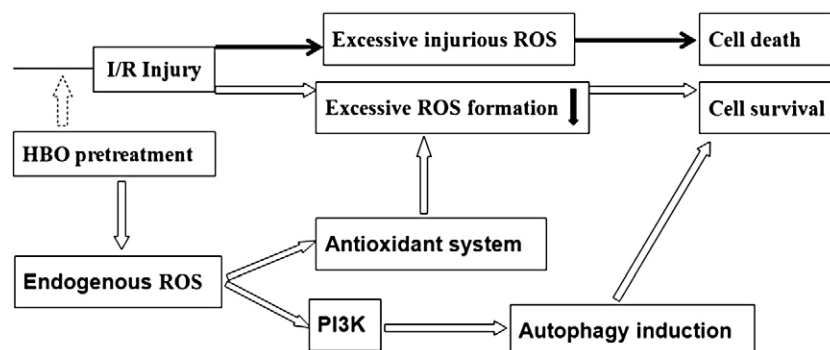 Excessive injurious ROS
Cell death
I/R Injury
Excessive ROS formation
Cell survival
HBO pretreatment
Antioxidant system
Endogenous ROS
PI3K
Autophagy induction